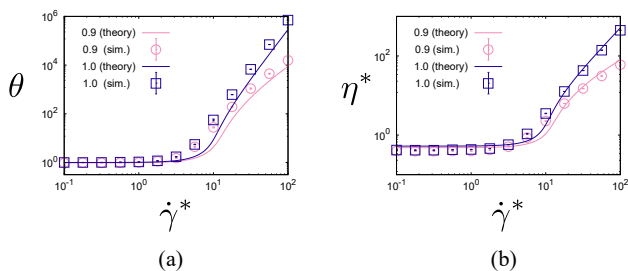 0.9 (theory)
0.9 (sim.)
1.0 (theory)
1.0 (sim.)
10^6
10^4
10^2
10^0
10^-1
10^0
10^1
10^2
θ
γ̇*
(a)
0.9 (theory)
0.9 (sim.)
1.0 (theory)
1.0 (sim.)
10^2
10^0
10^-1
10^0
10^1
10^2
η*
γ̇*
(b)